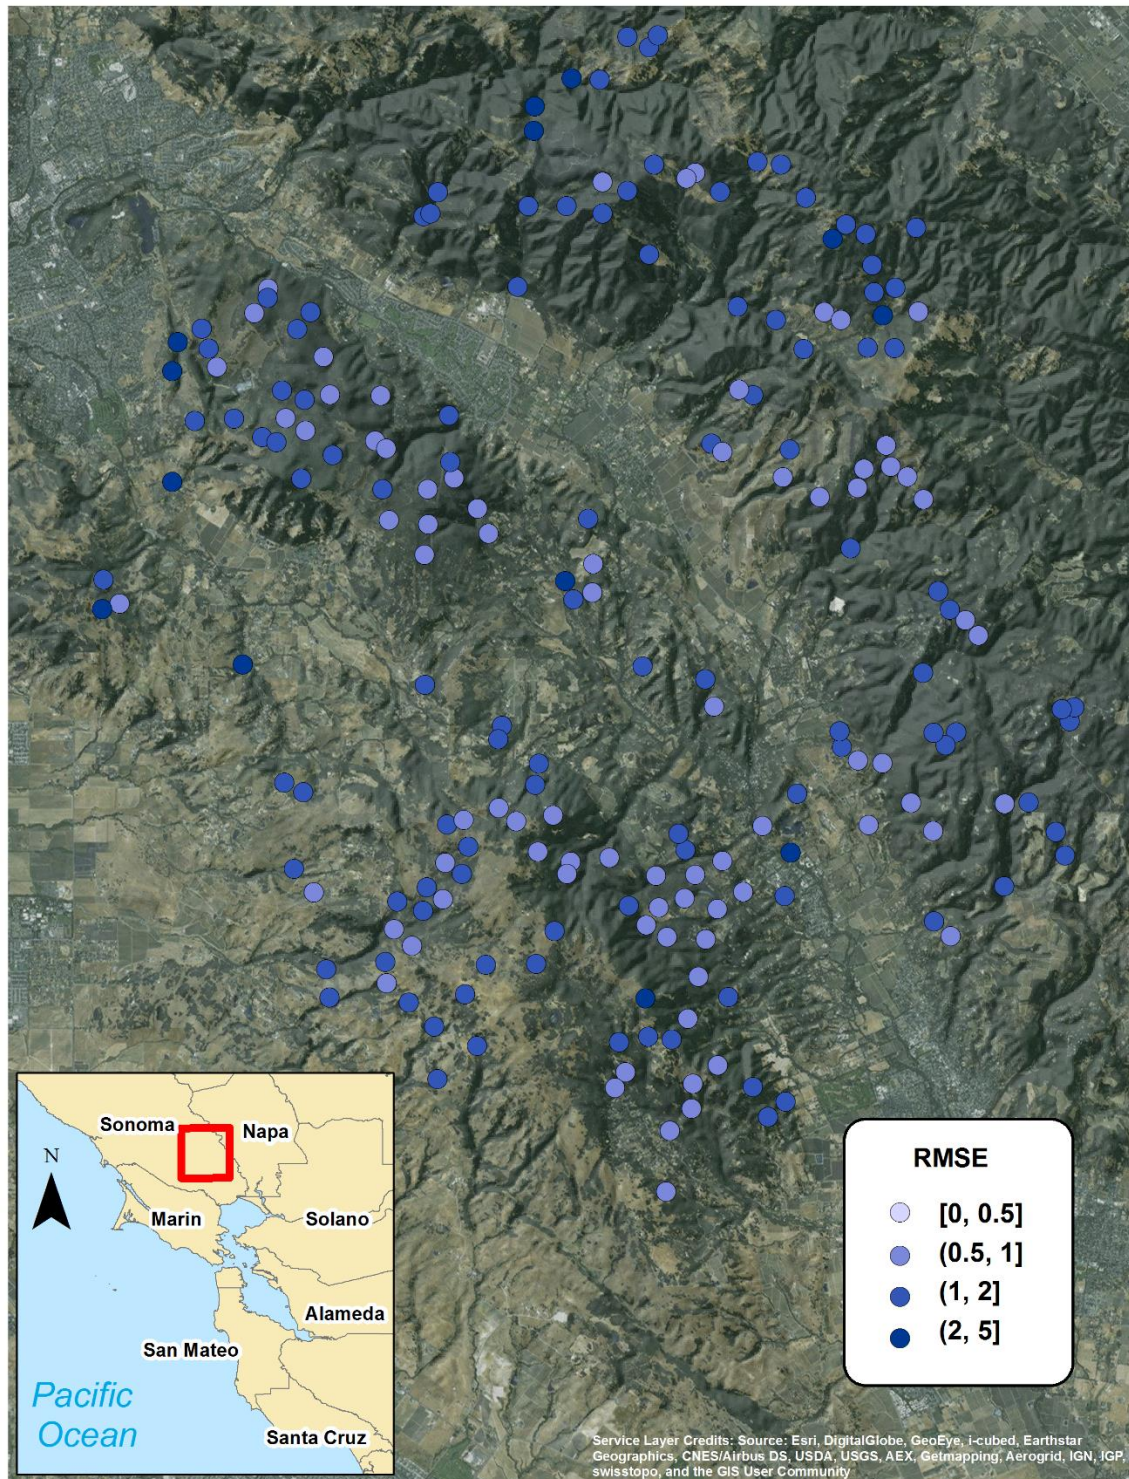 Sonoma
Napa
N
Marin
Solano
Alameda
San Mateo
Pacific
Ocean
Santa Cruz
RMSE
[0, 0.5]
(0.5, 1]
(1, 2]
(2, 5]
Service Layer Credits: Source: Esri, DigitalGlobe, GeoEye, i-cubed, Earthstar
Geographics, CNES/Airbus DS, USDA, USGS, AEX, Getmapping, Aerogrid, IGN, IGP,
swisstopo, and the GIS User Community